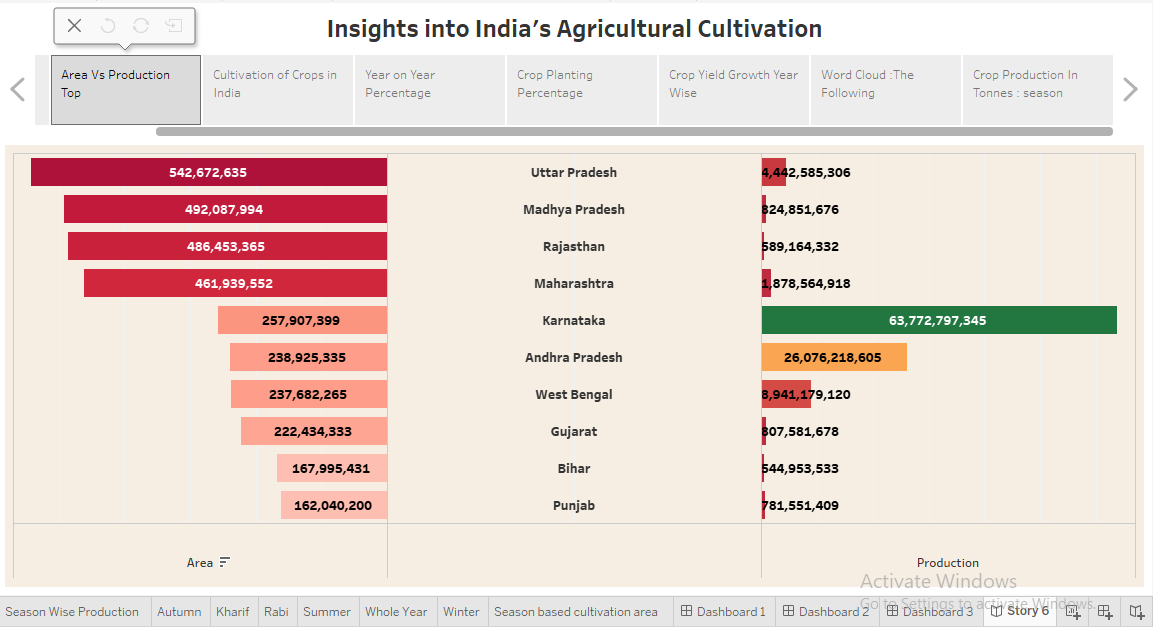 Insights into India's Agricultural Cultivation
Area Vs Production
Top
Cultivation of Crops in
India
Year on Year
Percentage
Crop Planting
Percentage
Crop Yield Growth Year
Wise
Word Cloud :The
Following
Crop Production In
Tonnes : season
542,672,635 Uttar Pradesh 4,442,585,306
492,087,994 Madhya Pradesh 824,851,676
486,453,365 Rajasthan 589,164,332
461,939,552 Maharashtra 1,878,564,918
257,907,399 Karnataka 63,772,797,345
238,925,335 Andhra Pradesh 26,076,218,605
237,682,265 West Bengal 8,941,179,120
222,434,333 Gujarat 807,581,678
167,995,431 Bihar 544,953,533
162,040,200 Punjab 781,551,409
Area Production
Activate Windows
Go to Settings to activate Windows.
Season Wise Production Autumn Kharif Rabi Summer Whole Year Winter Season based cultivation area Dashboard 1 Dashboard 2 Dashboard 3 Story 6